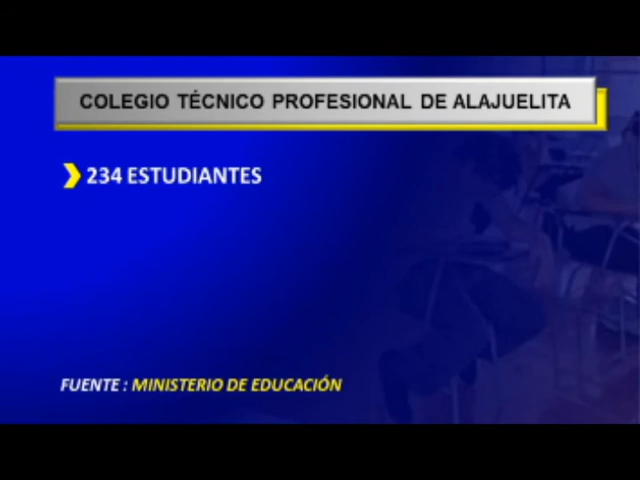 COLEGIO TÉCNICO PROFESIONAL DE ALAJUELITA
234 ESTUDIANTES
FUENTE : MINISTERIO DE EDUCACIÓN